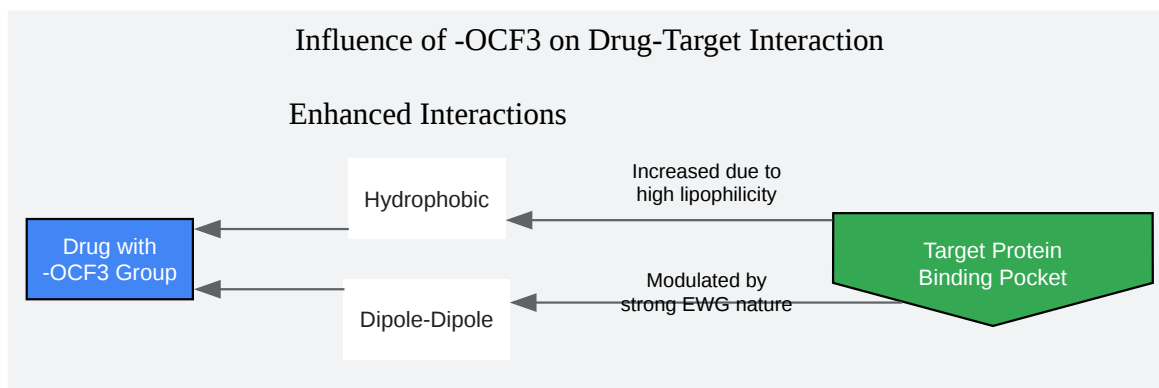 Influence of -OCF3 on Drug-Target Interaction
Enhanced Interactions
Hydrophobic
Increased due to
high lipophilicity
Drug with
-OCF3 Group
Target Protein
Binding Pocket
Dipole-Dipole
Modulated by
strong EWG nature